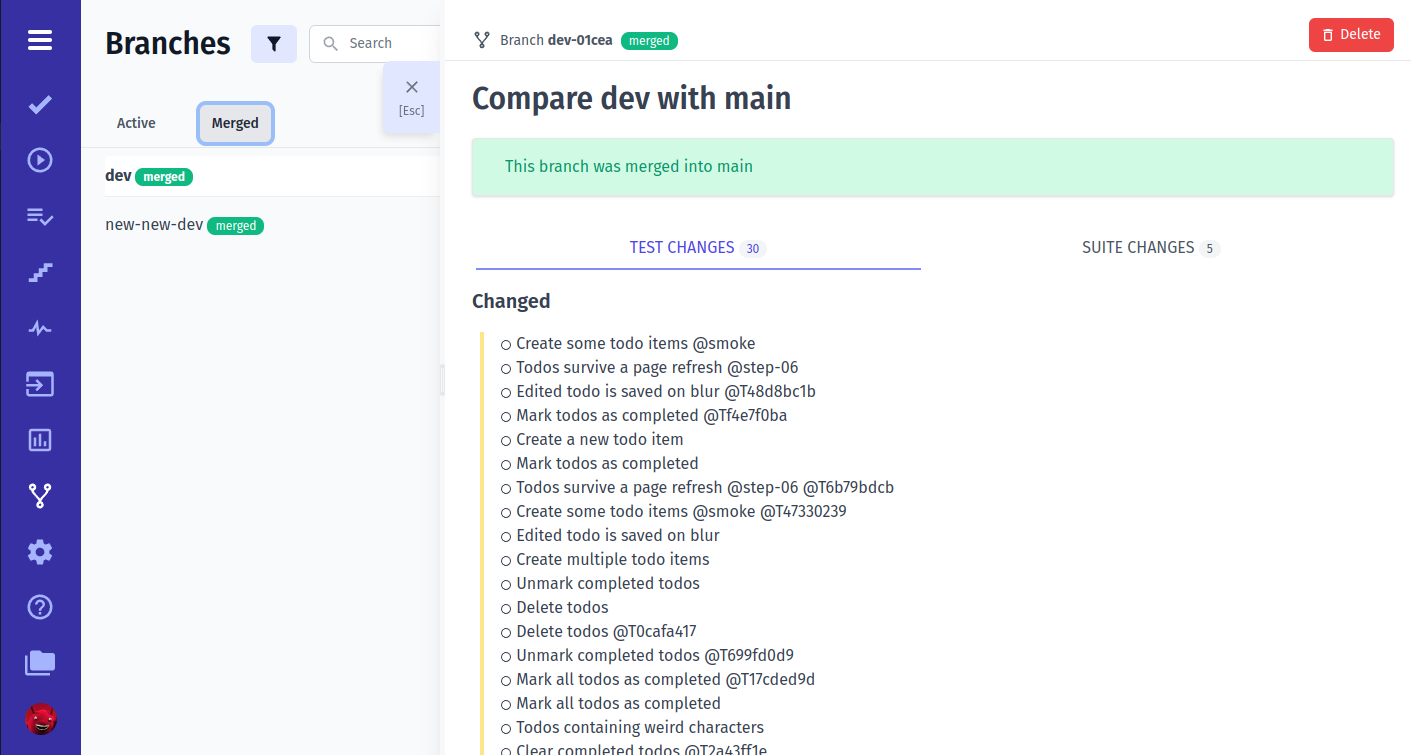 Branches
Search
[Esc]
Active
Merged
dev merged
new-new-dev merged
Branch dev-01cea merged
Delete
Compare dev with main
This branch was merged into main
TEST CHANGES 30
SUITE CHANGES 5
Changed
Create some todo items @smoke
Todos survive a page refresh @step-06
Edited todo is saved on blur @T48d8bc1b
Mark todos as completed @Tf4e7f0ba
Create a new todo item
Mark todos as completed
Todos survive a page refresh @step-06 @T6b79bdcb
Create some todo items @smoke @T47330239
Edited todo is saved on blur
Create multiple todo items
Unmark completed todos
Delete todos
Delete todos @T0cafa417
Unmark completed todos @T699fd0d9
Mark all todos as completed @T17cded9d
Mark all todos as completed
Todos containing weird characters
Clear completed todos @T2a43ff1e